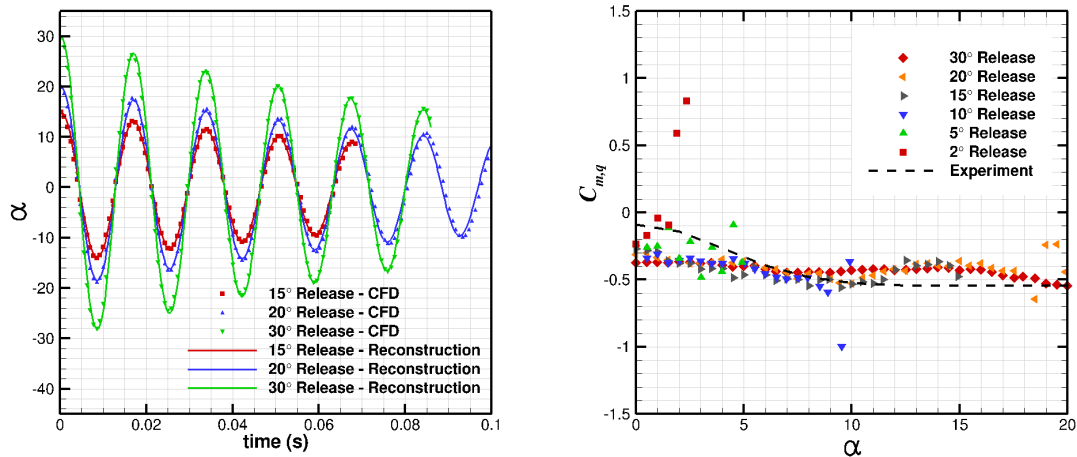 30
20
10
0
-10
-20
-30
-40
α
0
0.02
0.04
0.06
0.08
0.1
time (s)
15° Release - CFD
20° Release - CFD
30° Release - CFD
15° Release - Reconstruction
20° Release - Reconstruction
30° Release - Reconstruction
1.5
1
0.5
0
-0.5
-1
-1.5
C_{m,q}
0
5
10
15
20
α
30° Release
20° Release
15° Release
10° Release
5° Release
2° Release
Experiment